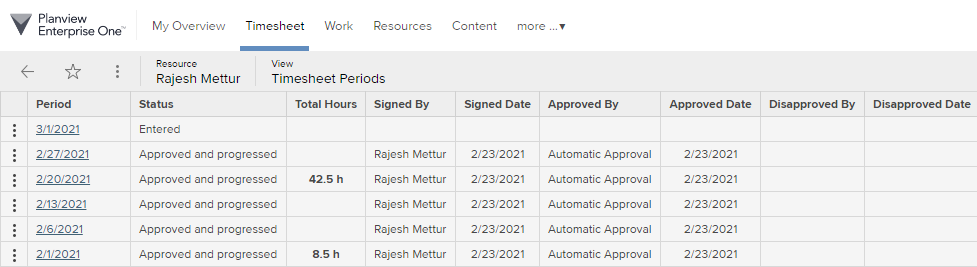 Planview
Enterprise One™
My Overview Timesheet Work Resources Content more ...▾
Resource View
Rajesh Mettur Timesheet Periods
Period Status Total Hours Signed By Signed Date Approved By Approved Date Disapproved By Disapproved Date
3/1/2021 Entered
2/27/2021 Approved and progressed Rajesh Mettur 2/23/2021 Automatic Approval 2/23/2021
2/20/2021 Approved and progressed 42.5 h Rajesh Mettur 2/23/2021 Automatic Approval 2/23/2021
2/13/2021 Approved and progressed Rajesh Mettur 2/23/2021 Automatic Approval 2/23/2021
2/6/2021 Approved and progressed Rajesh Mettur 2/23/2021 Automatic Approval 2/23/2021
2/1/2021 Approved and progressed 8.5 h Rajesh Mettur 2/23/2021 Automatic Approval 2/23/2021